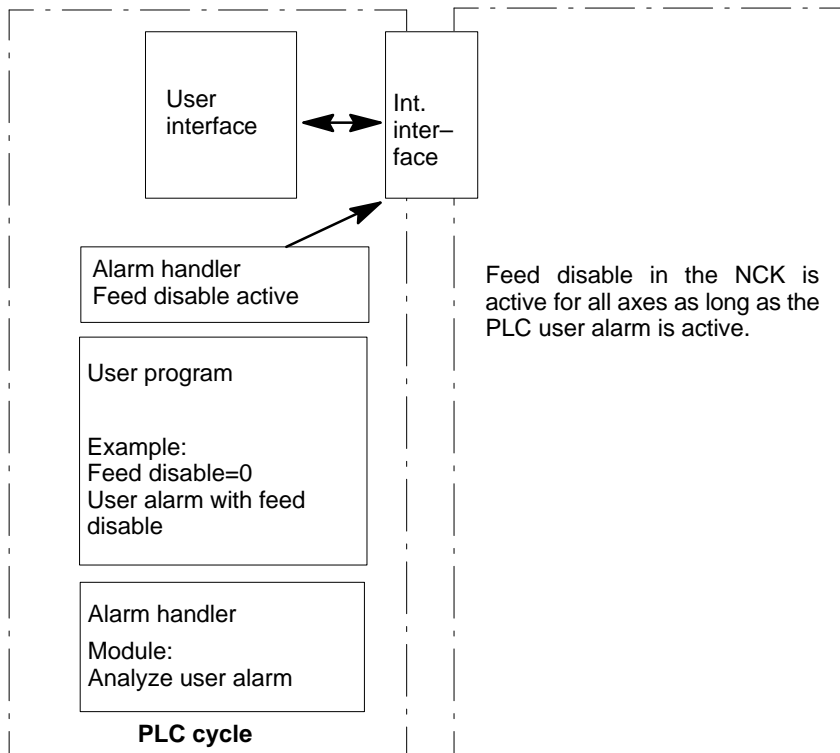 User
interface
Int.
inter–
face
Alarm handler
Feed disable active
Feed disable in the NCK is
active for all axes as long as the
PLC user alarm is active.
User program
Example:
Feed disable=0
User alarm with feed
disable
Alarm handler
Module:
Analyze user alarm
PLC cycle